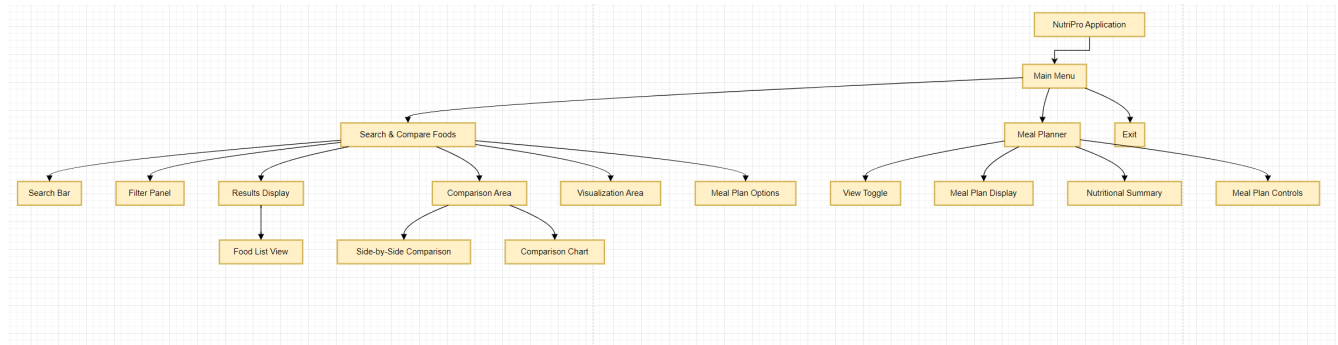 NutriPro Application
Main Menu
Search & Compare Foods
Meal Planner
Exit
Search Bar
Filter Panel
Results Display
Comparison Area
Visualization Area
Meal Plan Options
View Toggle
Meal Plan Display
Nutritional Summary
Meal Plan Controls
Food List View
Side-by-Side Comparison
Comparison Chart